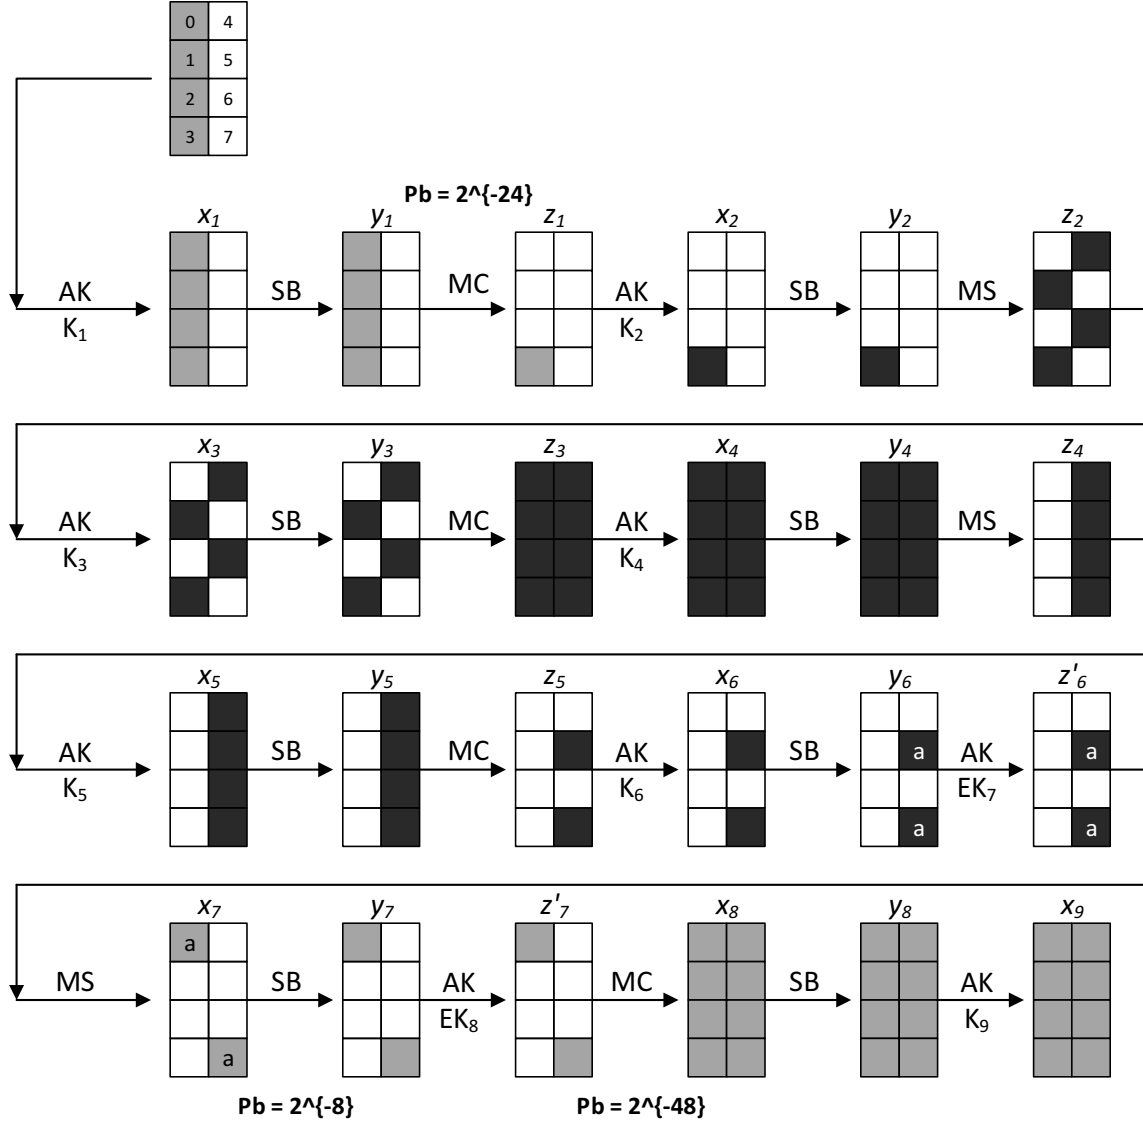 0 4
1 5
2 6
3 7
Pb = 2^{-24}
x1 y1 z1 x2 y2 z2
AK SB MC AK SB MS
K1 K2
x3 y3 z3 x4 y4 z4
AK SB MC AK SB MS
K3 K4
x5 y5 z5 x6 y6 z'6
AK SB MC AK SB a AK a
K5 K6 EK7
a a
x7 y7 z'7 x8 y8 x9
a
MS SB AK MC SB AK
EK8 K9
a
Pb = 2^{-8} Pb = 2^{-48}